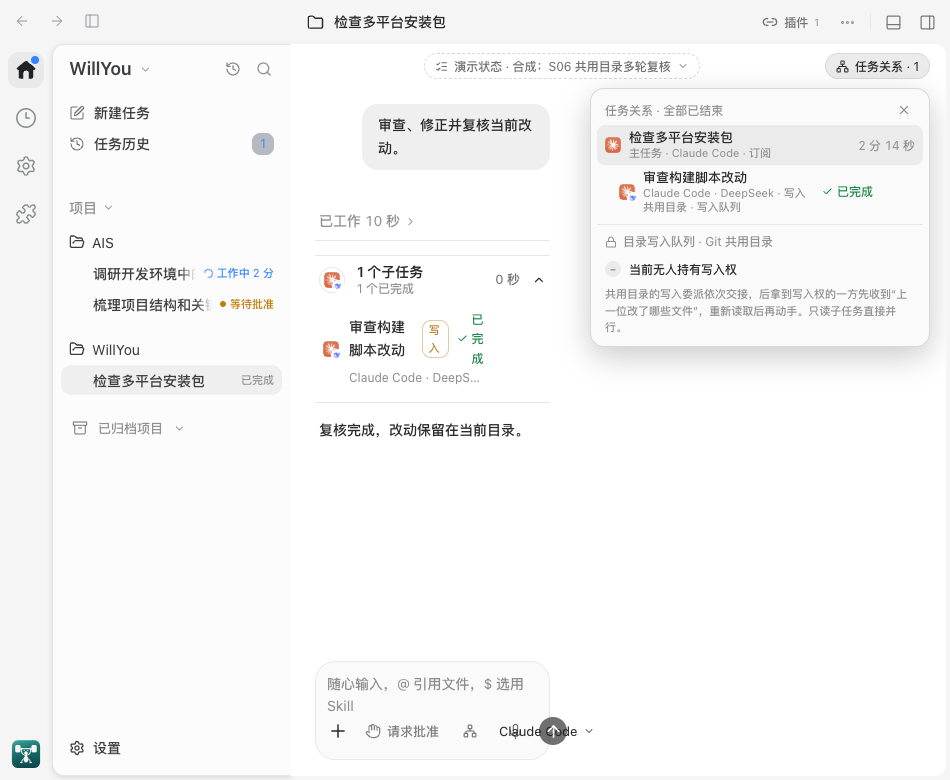 检查多平台安装包
插件 1
WillYou
演示状态 · 合成：S06 共用目录多轮复核
任务关系 · 1
新建任务
任务历史
1
项目
AIS
调研开发环境中
工作中 2 分
梳理项目结构和关
等待批准
WillYou
检查多平台安装包
已完成
已归档项目
设置
审查、修正并复核当前改
动。
已工作 10 秒
1 个子任务
0 秒
1 个已完成
审查构建
脚本改动
写
入
已
完
成
Claude Code · DeepS...
复核完成，改动保留在当前目录。
随心输入，@ 引用文件，$ 选用
Skill
请求批准
Claude Code
任务关系 · 全部已结束
检查多平台安装包
主任务 · Claude Code · 订阅
2 分 14 秒
审查构建脚本改动
Claude Code · DeepSeek · 写入
共用目录 · 写入队列
已完成
目录写入队列 · Git 共用目录
当前无人持有写入权
共用目录的写入委派依次交接，后拿到写入权的一方先收到“上
一位改了哪些文件”，重新读取后再动手。只读子任务直接并
行。